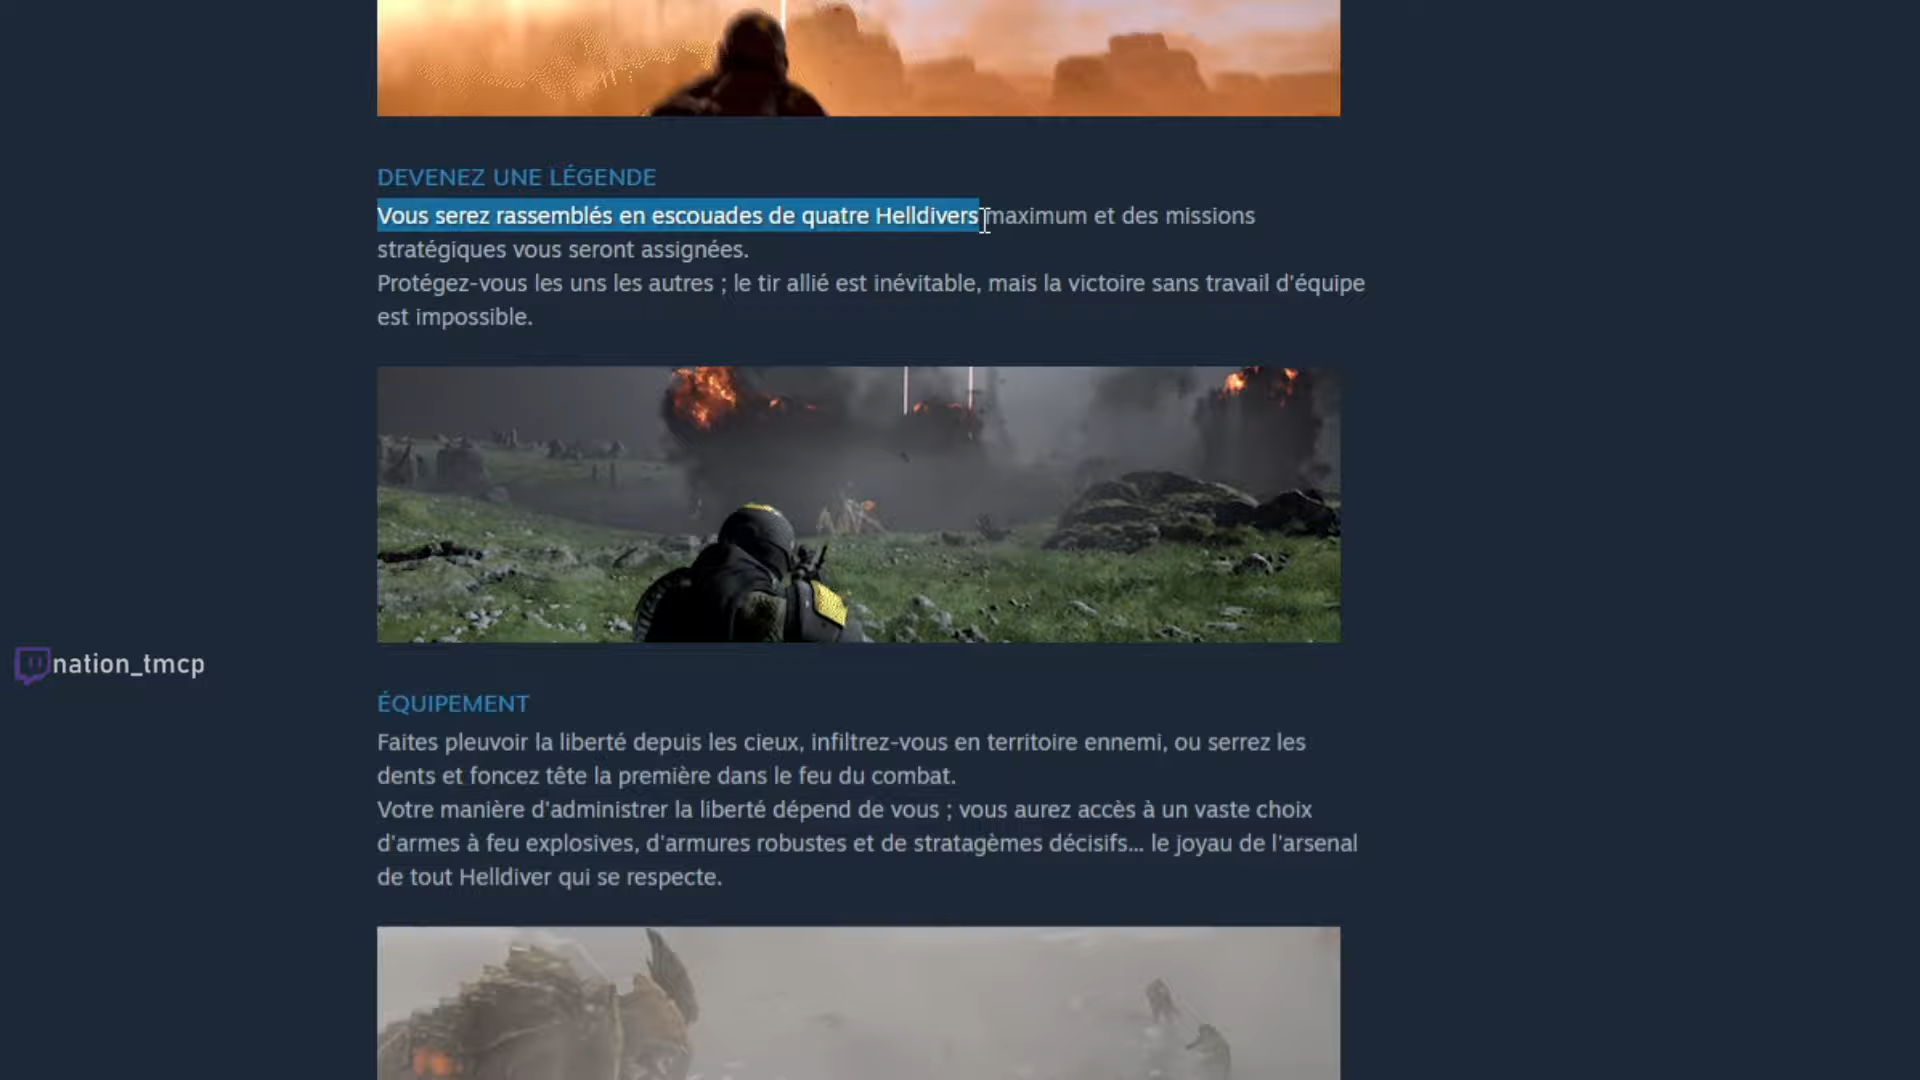 DEVENEZ UNE LÉGENDE
Vous serez rassemblés en escouades de quatre Helldivers maximum et des missions
stratégiques vous seront assignées.
Protégez-vous les uns les autres ; le tir allié est inévitable, mais la victoire sans travail d'équipe
est impossible.
nation_tmcp
ÉQUIPEMENT
Faites pleuvoir la liberté depuis les cieux, infiltrez-vous en territoire ennemi, ou serrez les
dents et foncez tête la première dans le feu du combat.
Votre manière d'administrer la liberté dépend de vous ; vous aurez accès à un vaste choix
d'armes à feu explosives, d'armures robustes et de stratagèmes décisifs... le joyau de l'arsenal
de tout Helldiver qui se respecte.